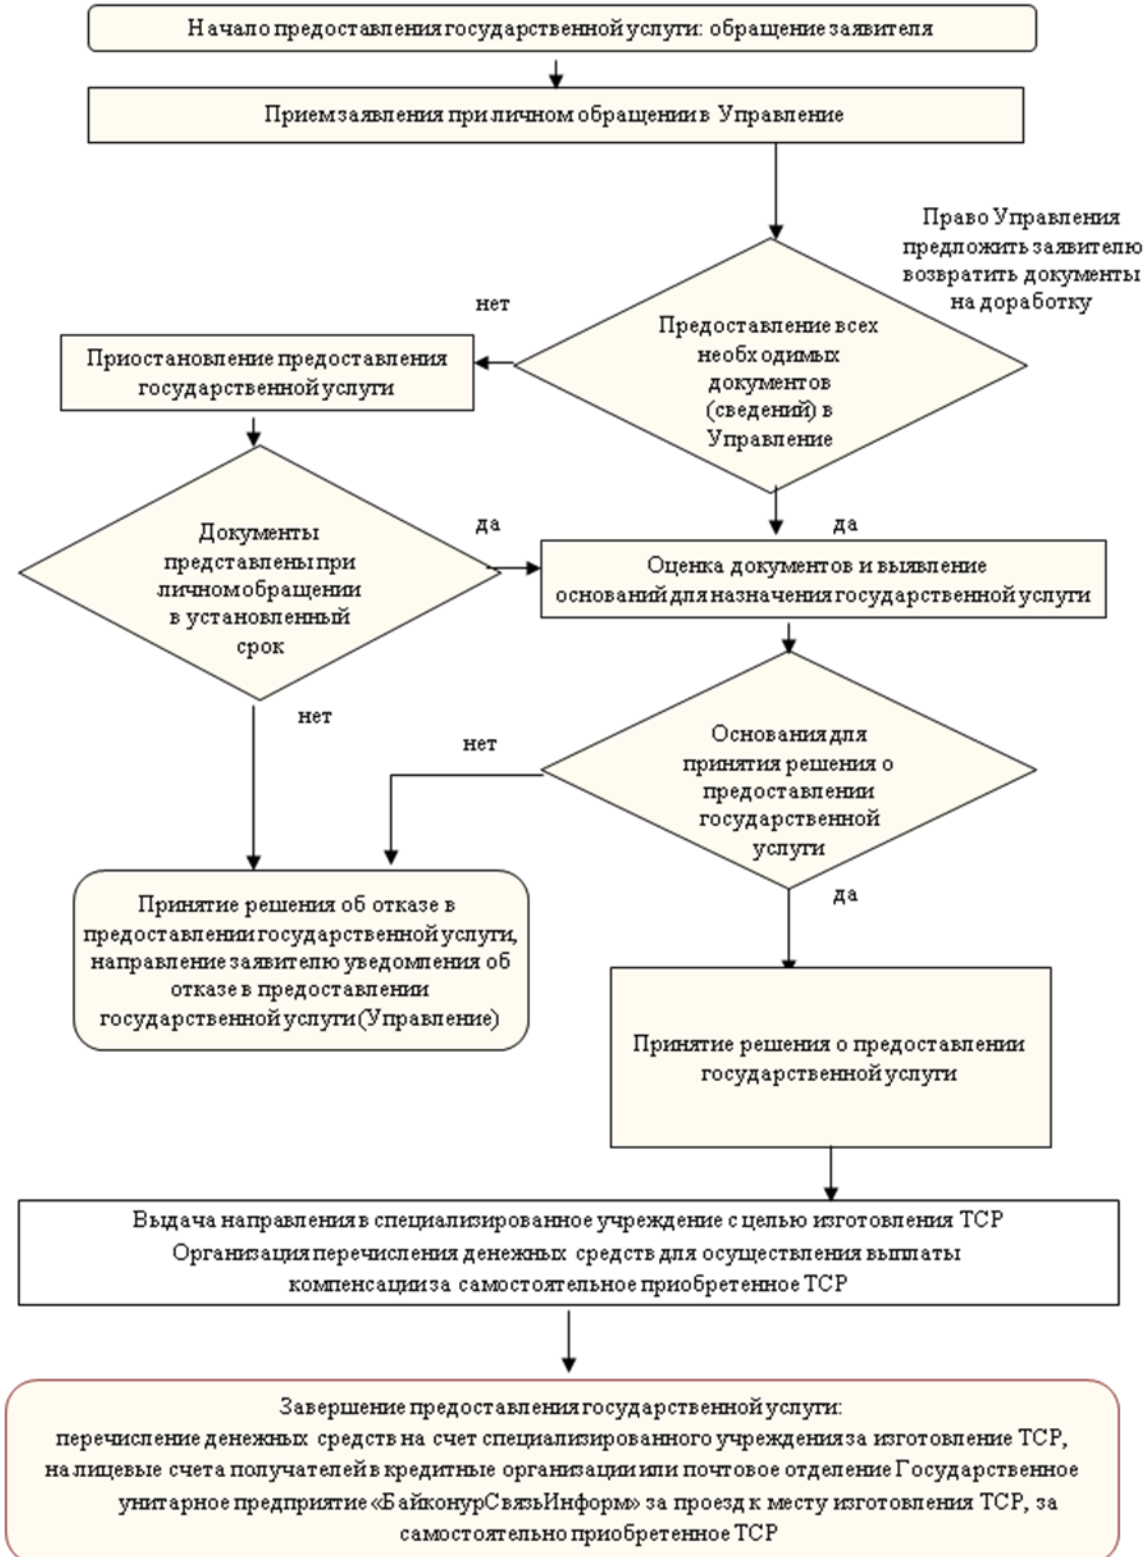 Начало предоставления государственной услуги: обращение заявителя
Прием заявления при личном обращении в Управление
Право Управления
предложить заявителю
возвратить документы
на доработку
нет
Предоставление всех
необходимых
документов
(сведений) в
Управление
Приостановление предоставления
государственной услуги
да
да
Документы
представлены при
личном обращении
в установленный
срок
Оценка документов и выявление
оснований для назначения государственной услуги
нет
нет
Основания для
принятия решения о
предоставлении
государственной
услуги
да
Принятие решения об отказе в
предоставлении государственной услуги,
направление заявителю уведомления об
отказе в предоставлении
государственной услуги (Управление)
Принятие решения о предоставлении
государственной услуги
Выдача направления в специализированное учреждение с целью изготовления ТСР
Организация перечисления денежных средств для осуществления выплаты
компенсации за самостоятельное приобретенное ТСР
Завершение предоставления государственной услуги:
перечисление денежных средств на счет специализированного учреждения за изготовление ТСР,
на лицевые счета получателей в кредитные организации или почтовое отделение Государственное
унитарное предприятие «БайконурСвязьИнформ» за проезд к месту изготовления ТСР, за
самостоятельно приобретенное ТСР